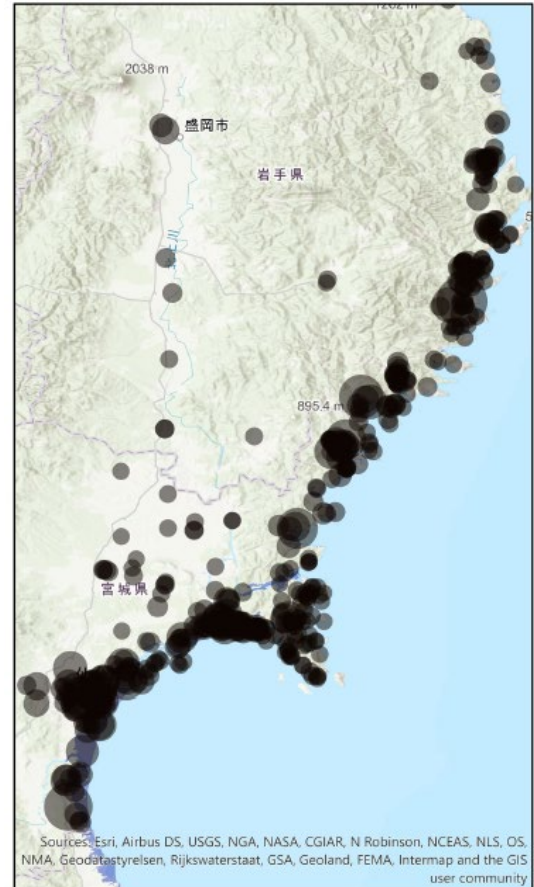 2038 m
盛岡市
岩手県
895.4 m
宮城県
Sources: Esri, Airbus DS, USGS, NGA, NASA, CGIAR, N Robinson, NCEAS, NLS, OS,
NMA, Geodatastyrelsen, Rijkswaterstaat, GSA, Geoland, FEMA, Intermap and the GIS
user community